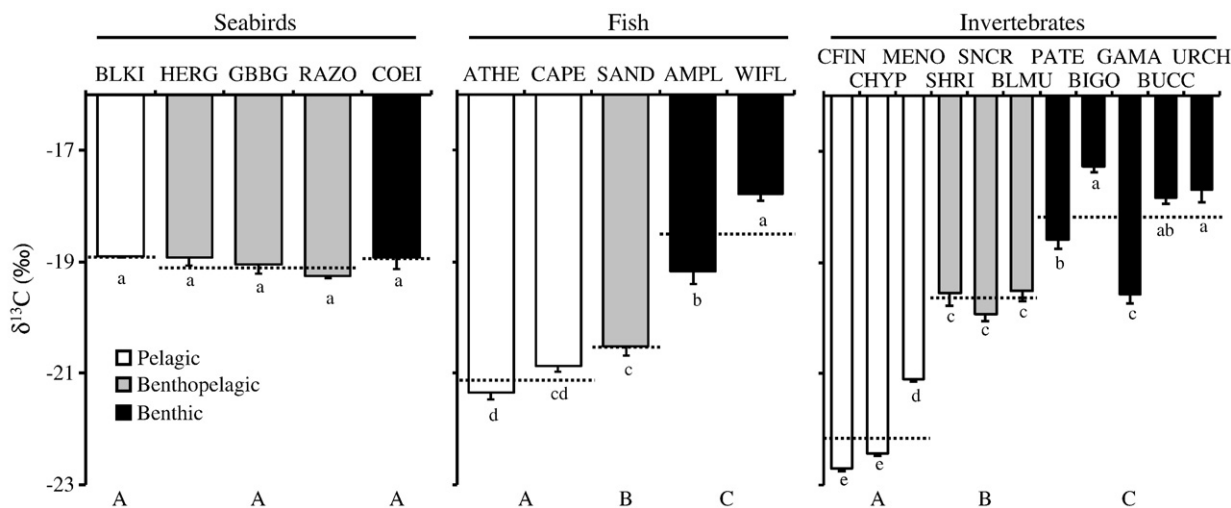 Seabirds
Fish
Invertebrates
BLKI HERG GBBG RAZO COEI
ATHE CAPE SAND AMPL WIFL
CFIN MENO SNCR PATE GAMA URCH
CHYP SHRI BLMU BIGO BUCC
δ13C (‰)
-17
-19
-21
-23
a a a a a
d cd c b a
e e d c c c b a c ab a
Pelagic
Benthopelagic
Benthic
A A A
A B C
A B C